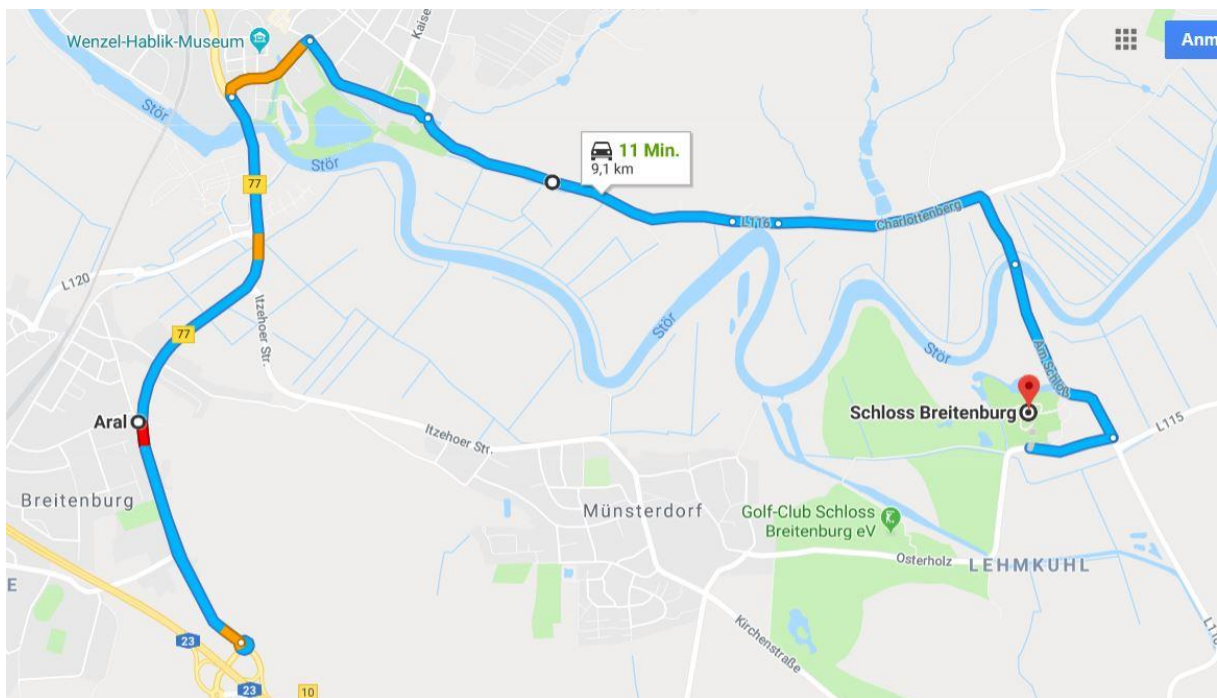 Wenzel-Hablik-Museum
Kaise
Anm
Stör
Stör
77
11 Min.
9,1 km
L116
Charlottenberg
L120
77
Itzehoer Str.
Stör
Stör
Am Schloß
Aral
Schloss Breitenburg
L115
Itzehoer Str.
Breitenburg
Münsterdorf
Golf-Club Schloss
Breitenburg eV
Osterholz
LEHMKUHL
E
Kirchenstraße
23
23
10